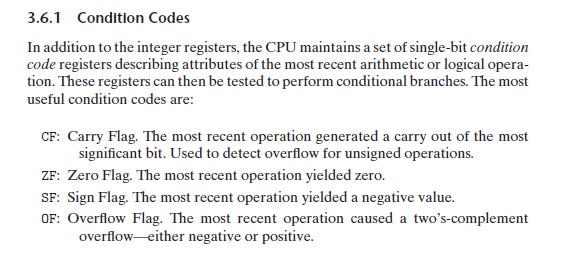 3.6.1 Condition Codes
In addition to the integer registers, the CPU maintains a set of single-bit condition
code registers describing attributes of the most recent arithmetic or logical opera-
tion. These registers can then be tested to perform conditional branches. The most
useful condition codes are:
CF: Carry Flag. The most recent operation generated a carry out of the most
significant bit. Used to detect overflow for unsigned operations.
ZF: Zero Flag. The most recent operation yielded zero.
SF: Sign Flag. The most recent operation yielded a negative value.
OF: Overflow Flag. The most recent operation caused a two's-complement
overflow—either negative or positive.